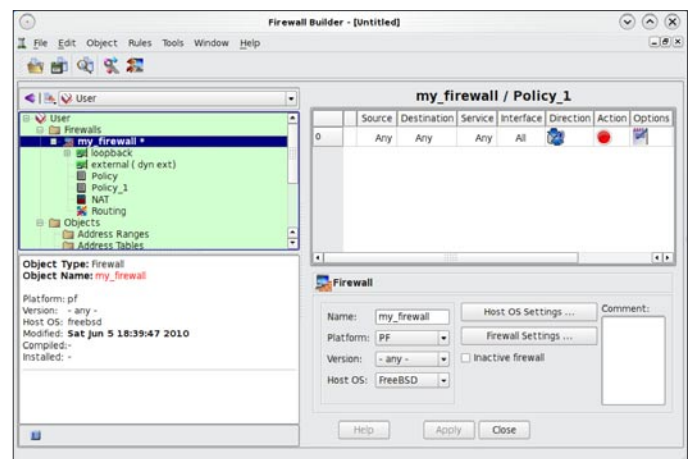 Firewall Builder - [Untitled]
File Edit Object Rules Tools Window Help
User
User
Firewalls
my_firewall *
loopback
external ( dyn ext)
Policy
Policy_1
NAT
Routing
Objects
Address Ranges
Address Tables
Object Type: Firewall
Object Name: my_firewall
Platform: pf
Version: - any -
Host OS: freebsd
Modified: Sat Jun 5 18:39:47 2010
Compiled:-
Installed: -
my_firewall / Policy_1
Source Destination Service Interface Direction Action Options
0 Any Any Any All
Firewall
Name: my_firewall
Platform: PF
Version: - any -
Host OS: FreeBSD
Host OS Settings ...
Firewall Settings ...
Inactive firewall
Comment:
Help Apply Close